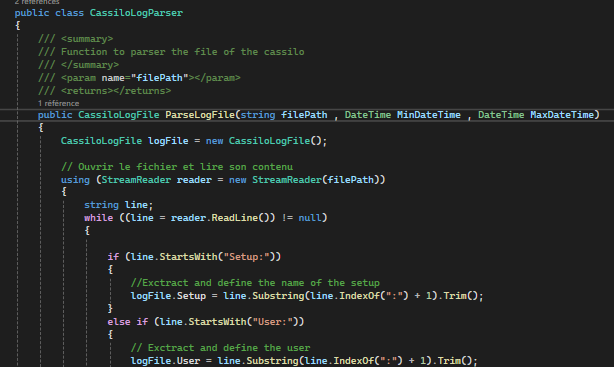 2 références
public class CassiloLogParser
{
/// <summary>
/// Function to parser the file of the cassilo
/// </summary>
/// <param name="filePath"></param>
/// <returns></returns>
1 référence
public CassiloLogFile ParseLogFile(string filePath , DateTime MinDateTime , DateTime MaxDateTime)
{
CassiloLogFile logFile = new CassiloLogFile();
// Ouvrir le fichier et lire son contenu
using (StreamReader reader = new StreamReader(filePath))
{
string line;
while ((line = reader.ReadLine()) != null)
{
if (line.StartsWith("Setup:"))
{
//Exctract and define the name of the setup
logFile.Setup = line.Substring(line.IndexOf(":") + 1).Trim();
}
else if (line.StartsWith("User:"))
{
// Exctract and define the user
logFile.User = line.Substring(line.IndexOf(":") + 1).Trim();